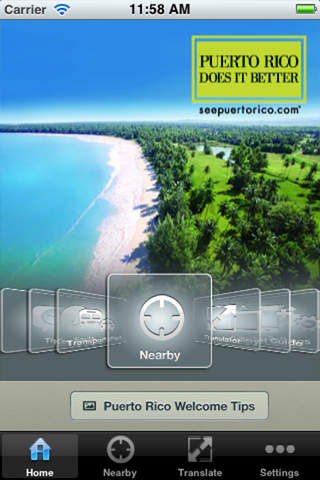 Carrier 11:58 AM
PUERTO RICO
DOES IT BETTER
seepuertorico.com
Nearby
Translator
Guides
Puerto Rico Welcome Tips
Home Nearby Translate Settings